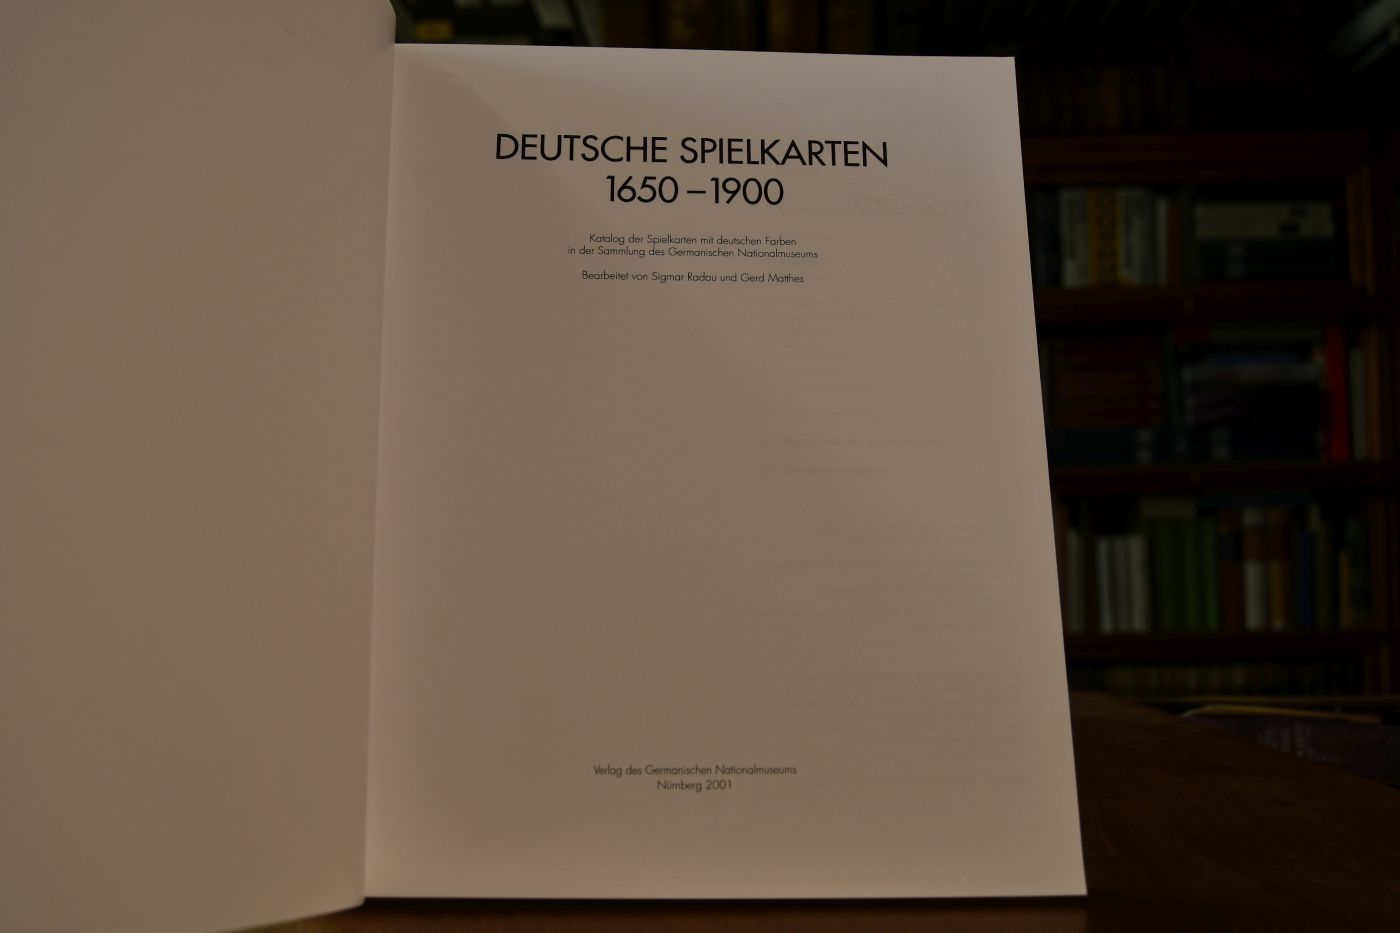 DEUTSCHE SPIELKARTEN
1650 – 1900
Katalog der Spielkarten mit deutschen Farben
in der Sammlung des Germanischen Nationalmuseums
Bearbeitet von Sigmar Radau und Gerd Matthes
Verlag des Germanischen Nationalmuseums
Nürnberg 2001